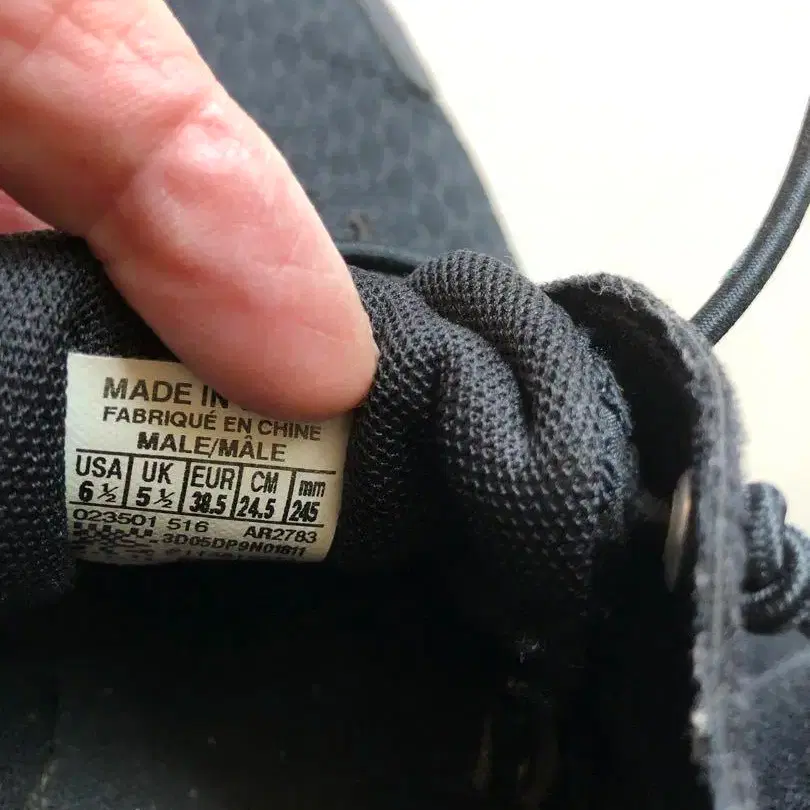 MADE IN
FABRIQUÉ EN CHINE
MALE/MÂLE
USA UK EUR CM mm
6 ½ 5 ½ 38.5 24.5 245
023501 516 AR2783
3D05DP9N01611